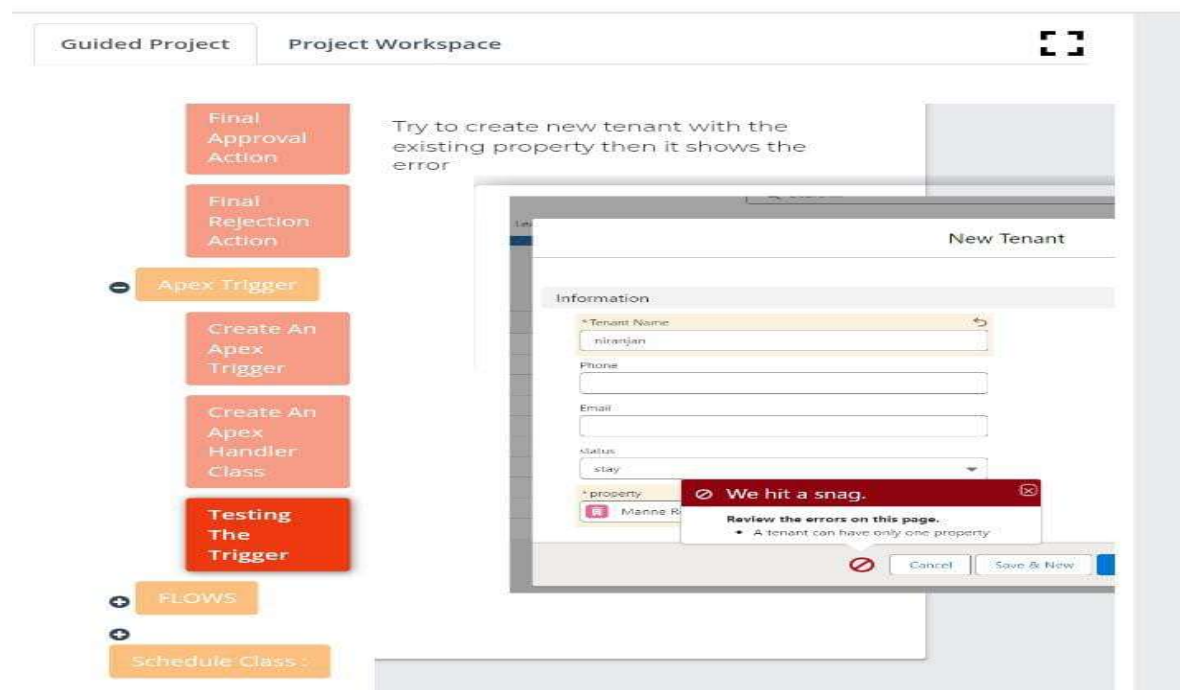 Guided Project
Project Workspace
Final
Approval
Action
Final
Rejection
Action
Apex Trigger
Create An
Apex
Trigger
Create An
Apex
Handler
Class
Testing
The
Trigger
FLOWS
Schedule Class :
Try to create new tenant with the
existing property then it shows the
error
New Tenant
Information
*Tenant Name
niranjan
Phone
Email
status
stay
*property
Manne R
We hit a snag.
Review the errors on this page.
• A tenant can have only one property
Cancel
Save & New